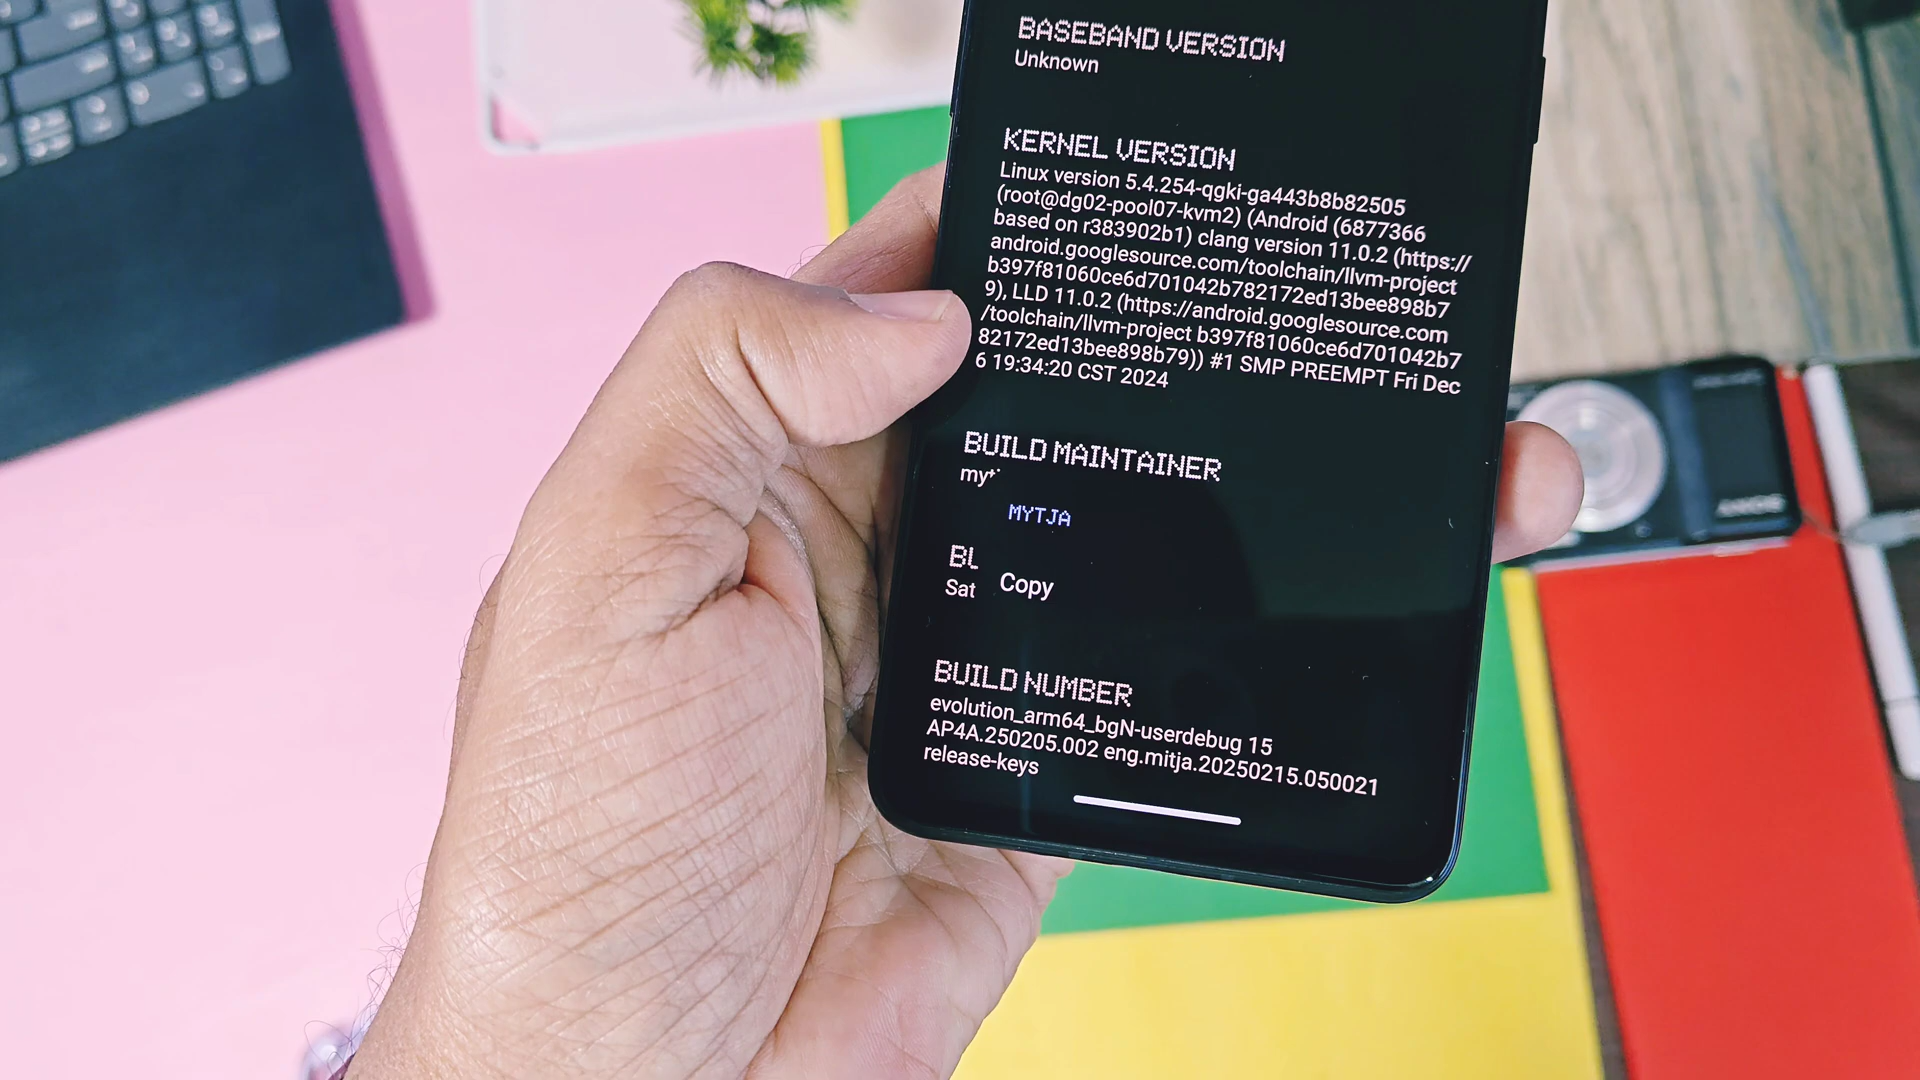 BASEBAND VERSION
Unknown
KERNEL VERSION
Linux version 5.4.254-qgki-ga443b8b82505
(root@dg02-pool07-kvm2) (Android (6877366
based on r383902b1) clang version 11.0.2 (https://
android.googlesource.com/toolchain/llvm-project
b397f81060ce6d701042b782172ed13bee898b7
9), LLD 11.0.2 (https://android.googlesource.com
/toolchain/llvm-project b397f81060ce6d701042b7
82172ed13bee898b79)) #1 SMP PREEMPT Fri Dec
6 19:34:20 CST 2024
BUILD MAINTAINER
MYTJA
Sat
Copy
BUILD NUMBER
evolution_arm64_bgN-userdebug 15
AP4A.250205.002 eng.mitja.20250215.050021
release-keys
SONY